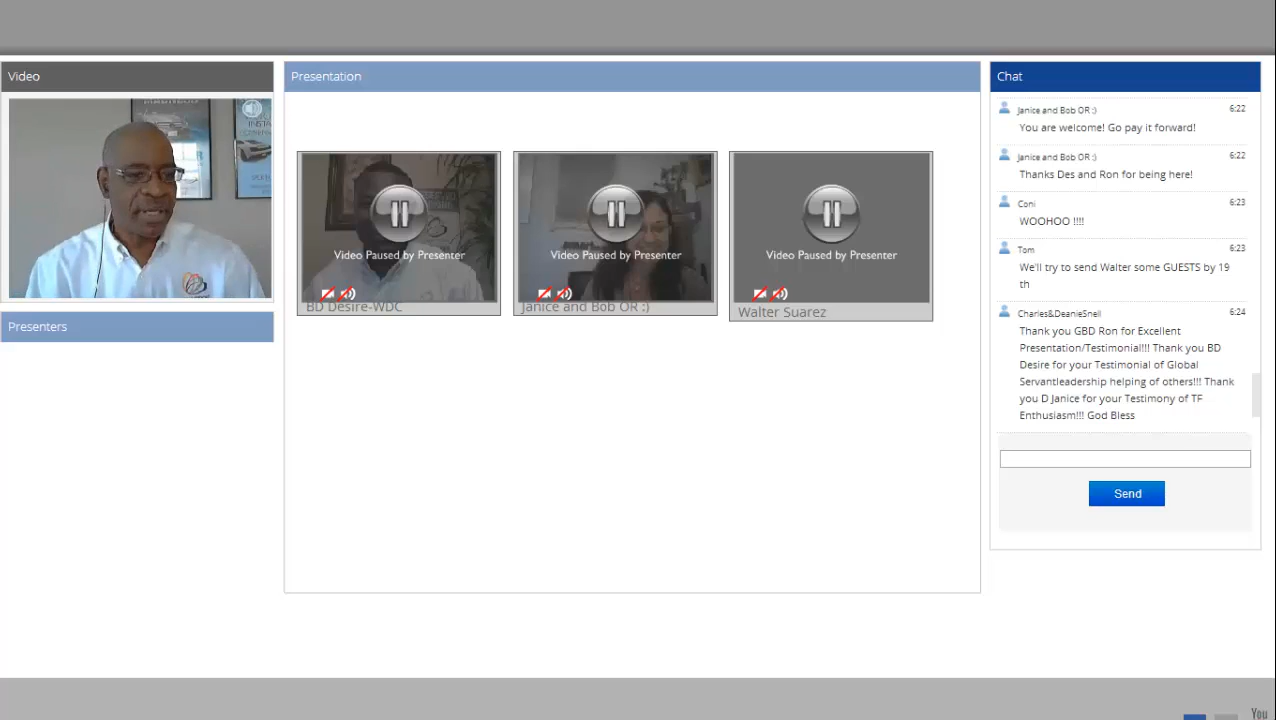 Video
Presentation
Chat
Video Paused by Presenter
BD Desire-WDC
Video Paused by Presenter
Janice and Bob OR :)
Video Paused by Presenter
Walter Suarez
Presenters
Janice and Bob OR :) 6:22
You are welcome! Go pay it forward!
Janice and Bob OR :) 6:22
Thanks Des and Ron for being here!
Coni 6:23
WOOHOO !!!!
Tom 6:23
We'll try to send Walter some GUESTS by 19
th
Charles&DeanieSnell 6:24
Thank you GBD Ron for Excellent
Presentation/Testimonial!!! Thank you BD
Desire for your Testimonial of Global
Servantleadership helping of others!!! Thank
you D Janice for your Testimony of TF
Enthusiasm!!! God Bless
Send
You